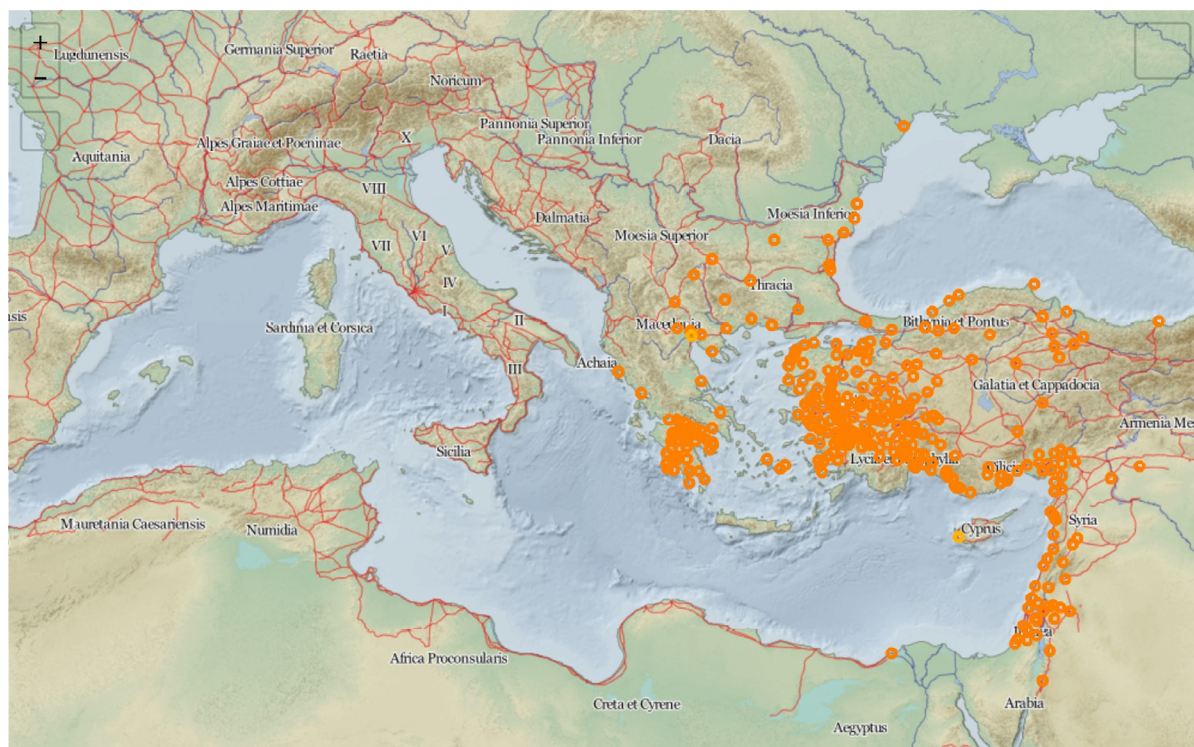 +
−
Lugdunensis
Germania Superior
Raetia
Noricum
Pannonia Superior
Pannonia Inferior
Dacia
Aquitania
Alpes Graiae et Poeninae
X
Alpes Cottiae
VIII
Alpes Maritimae
Dalmatia
Moesia Inferior
Moesia Superior
VII
VI
V
IV
I
II
III
Thracia
Sardinia et Corsica
Macedonia
Bithynia et Pontus
Achaia
Galatia et Cappadocia
Armenia Me
Sicilia
Cilicia
Mauretania Caesariensis
Numidia
Cyprus
Syria
Africa Proconsularis
Creta et Cyrene
Arabia
Aegyptus